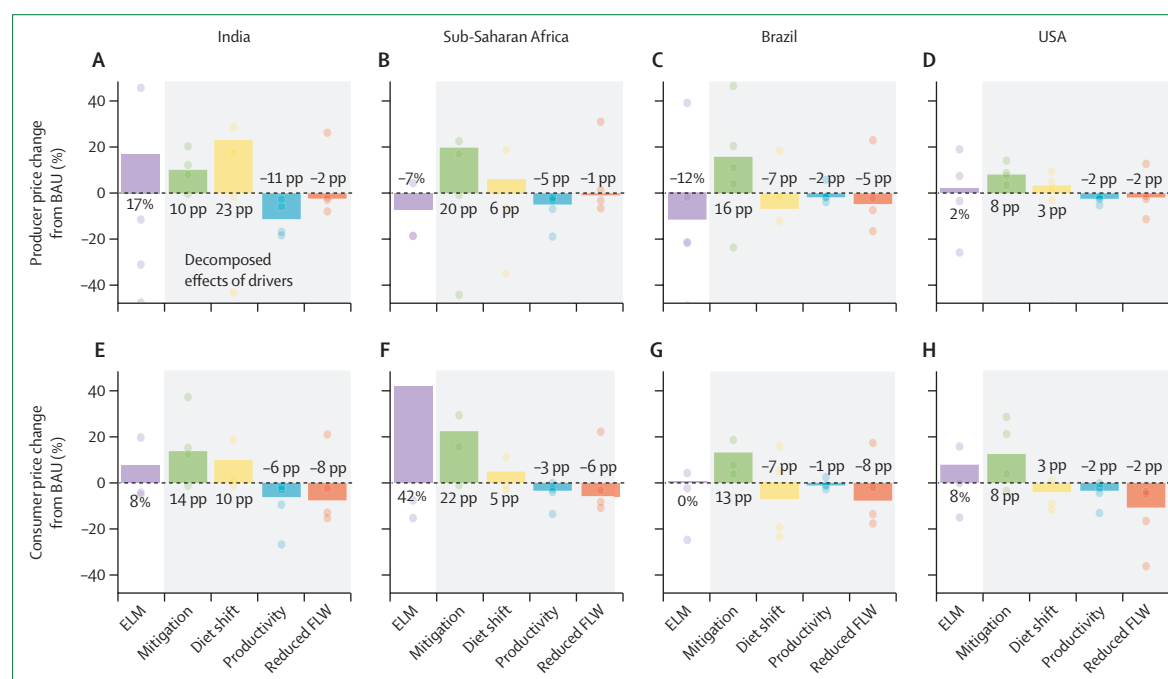 India
Sub-Saharan Africa
Brazil
USA
A
B
C
D
Producer price change
from BAU (%)
40
20
0
−20
−40
17%
10 pp
23 pp
−11 pp
−2 pp
Decomposed
effects of drivers
−7%
20 pp
6 pp
−5 pp
−1 pp
−12%
16 pp
−7 pp
−2 pp
−5 pp
2%
8 pp
3 pp
−2 pp
−2 pp
E
F
G
H
Consumer price change
from BAU (%)
40
20
0
−20
−40
8%
14 pp
10 pp
−6 pp
−8 pp
42%
22 pp
5 pp
−3 pp
−6 pp
0%
13 pp
−7 pp
−1 pp
−8 pp
8%
8 pp
3 pp
−2 pp
−2 pp
ELM
Mitigation
Diet shift
Productivity
Reduced FLW
ELM
Mitigation
Diet shift
Productivity
Reduced FLW
ELM
Mitigation
Diet shift
Productivity
Reduced FLW
ELM
Mitigation
Diet shift
Productivity
Reduced FLW